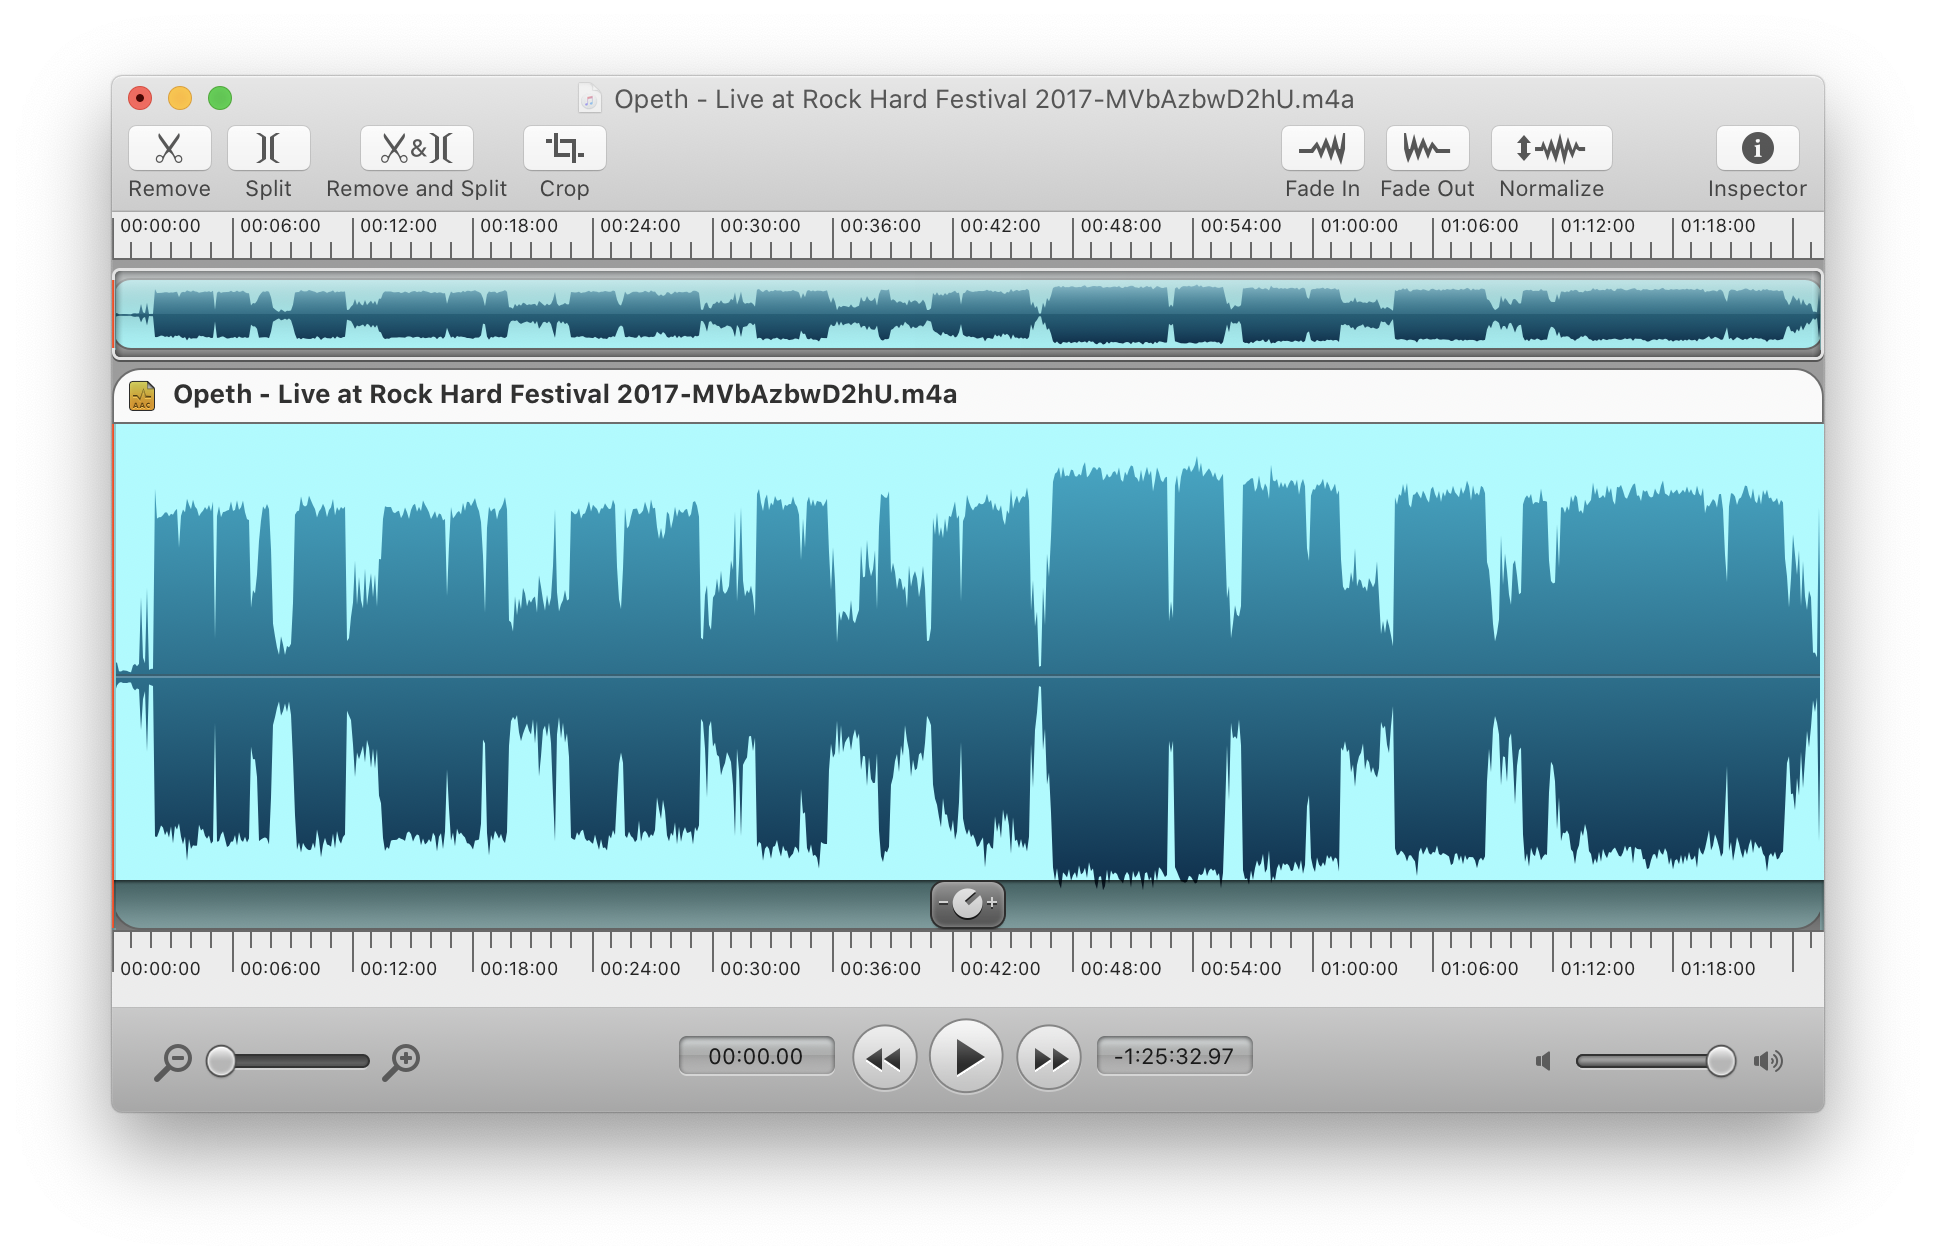 Opeth - Live at Rock Hard Festival 2017-MVbAzbwD2hU.m4a
& &
Remove Split Remove and Split Crop Fade In Fade Out Normalize Inspector
00:00:00 00:06:00 00:12:00 00:18:00 00:24:00 00:30:00 00:36:00 00:42:00 00:48:00 00:54:00 01:00:00 01:06:00 01:12:00 01:18:00
AAC Opeth - Live at Rock Hard Festival 2017-MVbAzbwD2hU.m4a
- +
00:00:00 00:06:00 00:12:00 00:18:00 00:24:00 00:30:00 00:36:00 00:42:00 00:48:00 00:54:00 01:00:00 01:06:00 01:12:00 01:18:00
00:00.00 -1:25:32.97